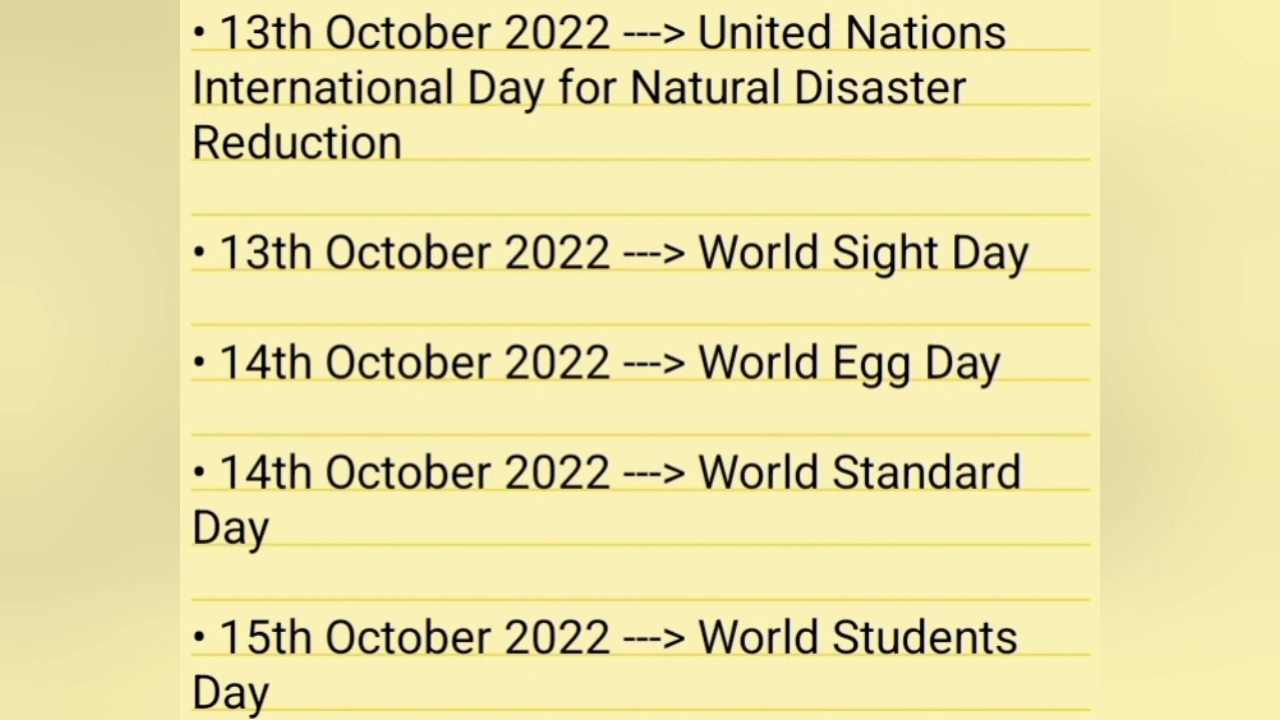 • 13th October 2022 ---> United Nations
International Day for Natural Disaster
Reduction
• 13th October 2022 ---> World Sight Day
• 14th October 2022 ---> World Egg Day
• 14th October 2022 ---> World Standard
Day
• 15th October 2022 ---> World Students
Day